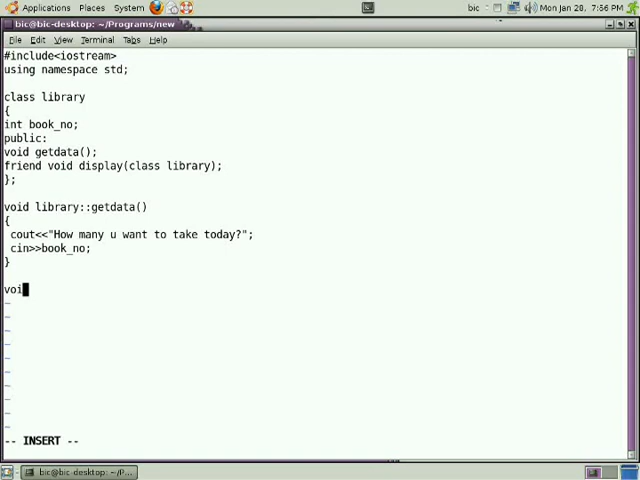 Applications Places System bic Mon Jan 28, 7:56 PM
bic@bic-desktop: ~/Programs/new
File Edit View Terminal Tabs Help
#include<iostream>
using namespace std;
class library
{
int book_no;
public:
void getdata();
friend void display(class library);
};
void library::getdata()
{
cout<<"How many u want to take today?";
cin>>book_no;
}
voi
~
~
~
~
~
~
~
~
~
~
-- INSERT --
bic@bic-desktop: ~/P...